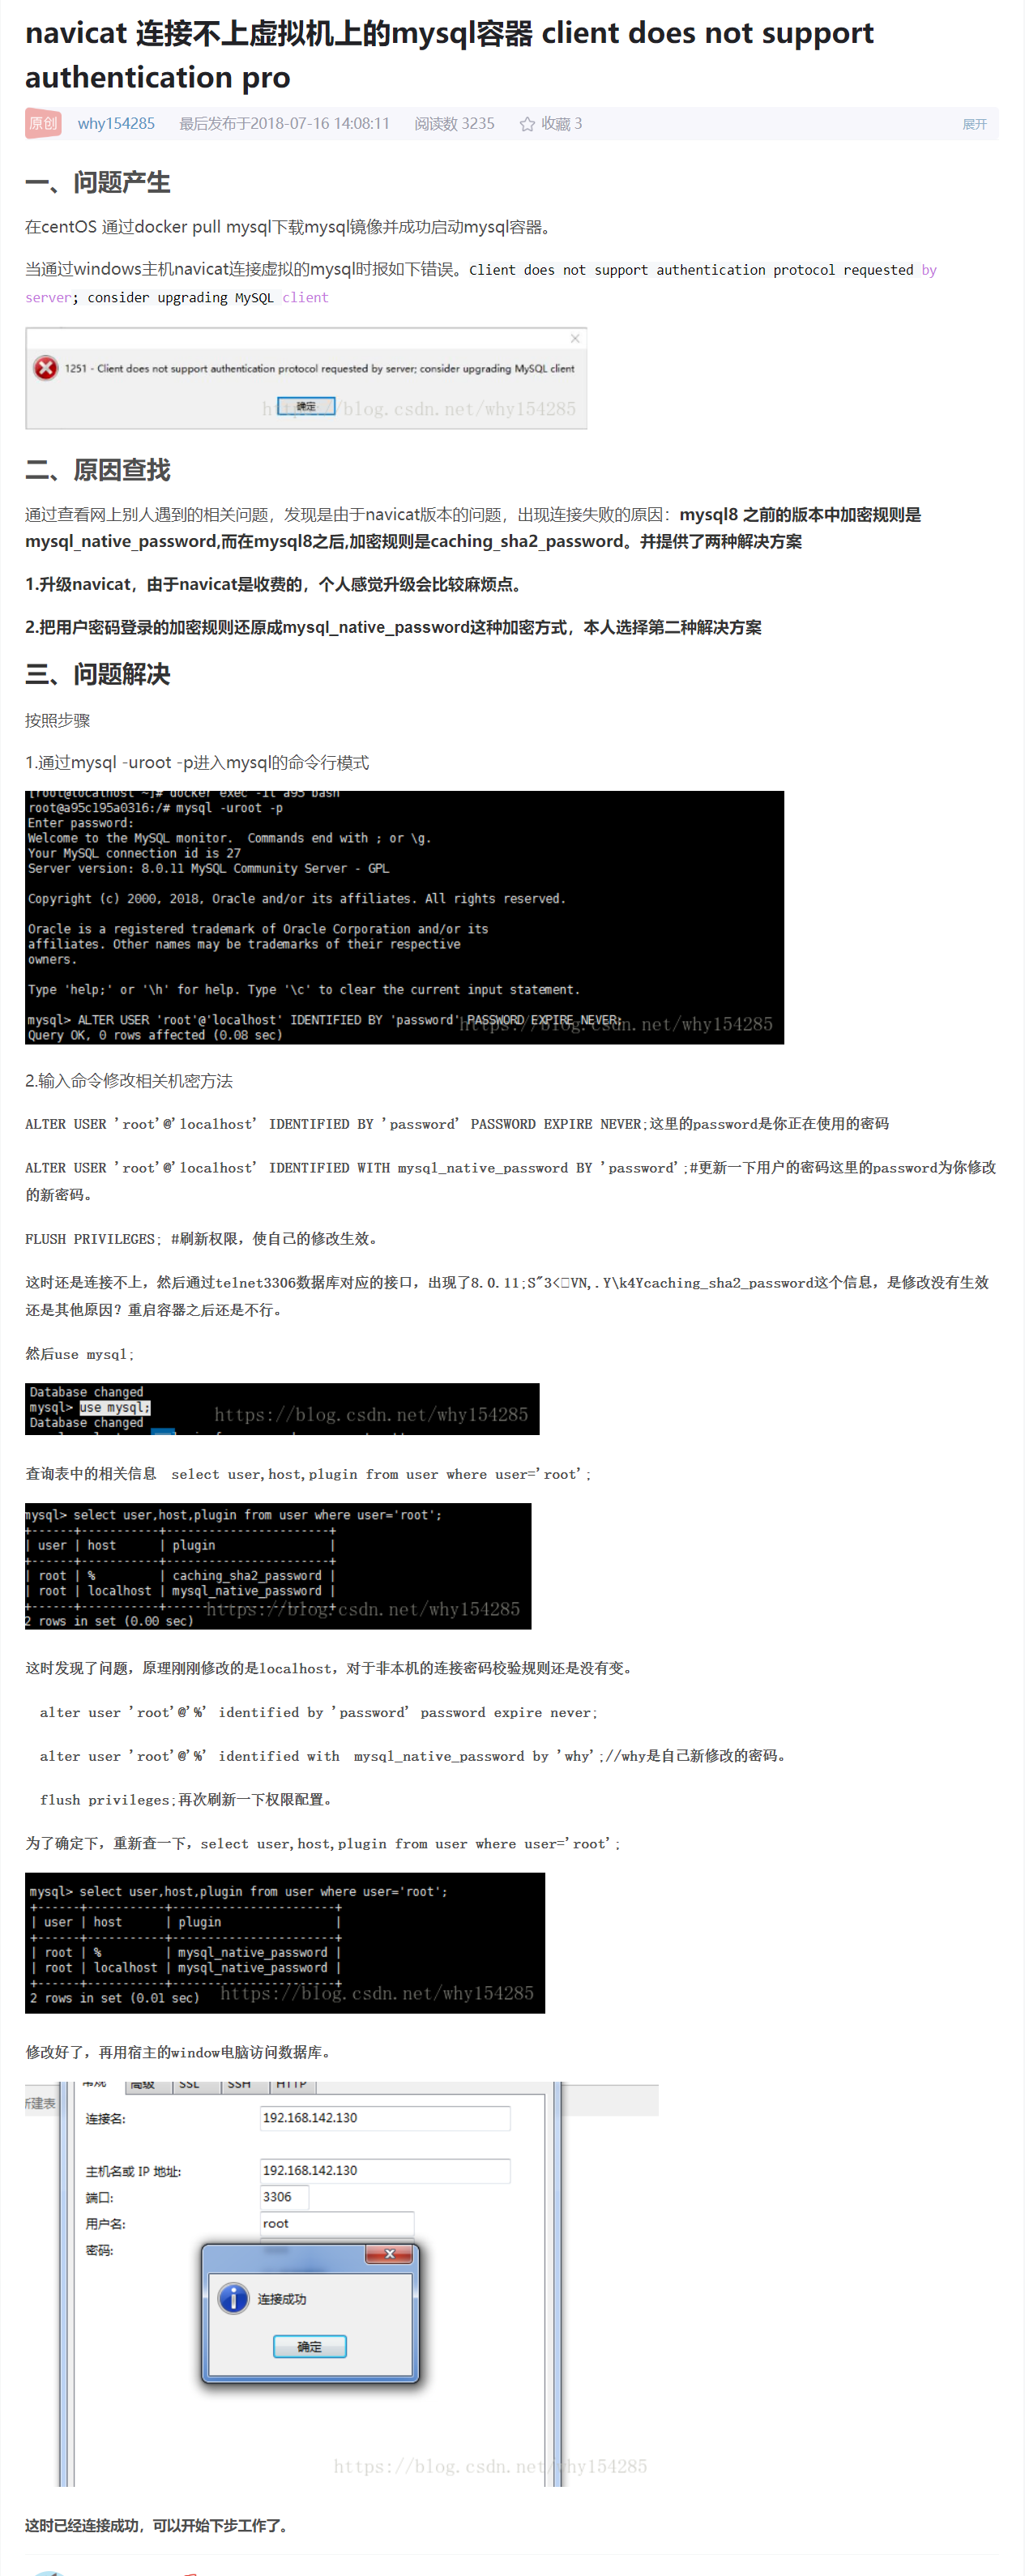 navicat 连接不上虚拟机上的mysql容器 client does not support
authentication pro
原创 why154285 最后发布于2018-07-16 14:08:11 阅读数 3235 收藏 3 展开
一、问题产生
在centOS 通过docker pull mysql下载mysql镜像并成功启动mysql容器。
当通过windows主机navicat连接虚拟的mysql时报如下错误。Client does not support authentication protocol requested by
server; consider upgrading MySQL client
1251 - Client does not support authentication protocol requested by server; consider upgrading MySQL client
确定
https://blog.csdn.net/why154285
二、原因查找
通过查看网上别人遇到的相关问题，发现是由于navicat版本的问题，出现连接失败的原因：mysql8 之前的版本中加密规则是
mysql_native_password,而在mysql8之后,加密规则是caching_sha2_password。并提供了两种解决方案
1.升级navicat，由于navicat是收费的，个人感觉升级会比较麻烦点。
2.把用户密码登录的加密规则还原成mysql_native_password这种加密方式，本人选择第二种解决方案
三、问题解决
按照步骤
1.通过mysql -uroot -p进入mysql的命令行模式
[root@localhost ~]# docker exec -it a95 bash
root@a95c195a0316:/# mysql -uroot -p
Enter password:
Welcome to the MySQL monitor.  Commands end with ; or \g.
Your MySQL connection id is 27
Server version: 8.0.11 MySQL Community Server - GPL
Copyright (c) 2000, 2018, Oracle and/or its affiliates. All rights reserved.
Oracle is a registered trademark of Oracle Corporation and/or its
affiliates. Other names may be trademarks of their respective
owners.
Type 'help;' or '\h' for help. Type '\c' to clear the current input statement.
mysql> ALTER USER 'root'@'localhost' IDENTIFIED BY 'password' PASSWORD EXPIRE NEVER;
https://blog.csdn.net/why154285
Query OK, 0 rows affected (0.08 sec)
2.输入命令修改相关机密方法
ALTER USER 'root'@'localhost' IDENTIFIED BY 'password' PASSWORD EXPIRE NEVER;这里的password是你正在使用的密码
ALTER USER 'root'@'localhost' IDENTIFIED WITH mysql_native_password BY 'password';#更新一下用户的密码这里的password为你修改
的新密码。
FLUSH PRIVILEGES; #刷新权限，使自己的修改生效。
这时还是连接不上，然后通过telnet3306数据库对应的接口，出现了8.0.11;S"3<□VN,.Y\k4Ycaching_sha2_password这个信息，是修改没有生效
还是其他原因？重启容器之后还是不行。
然后use mysql;
Database changed
mysql> use mysql;
https://blog.csdn.net/why154285
Database changed
查询表中的相关信息 select user,host,plugin from user where user='root';
mysql> select user,host,plugin from user where user='root';
+------+-----------+-----------------------+
| user | host      | plugin                |
+------+-----------+-----------------------+
| root | %         | caching_sha2_password |
| root | localhost | mysql_native_password |
+------+-----------+-----------------------+
https://blog.csdn.net/why154285
2 rows in set (0.00 sec)
这时发现了问题，原理刚刚修改的是localhost，对于非本机的连接密码校验规则还是没有变。
alter user 'root'@'%' identified by 'password' password expire never;
alter user 'root'@'%' identified with mysql_native_password by 'why';//why是自己新修改的密码。
flush privileges;再次刷新一下权限配置。
为了确定下，重新查一下，select user,host,plugin from user where user='root';
mysql> select user,host,plugin from user where user='root';
+------+-----------+-----------------------+
| user | host      | plugin                |
+------+-----------+-----------------------+
| root | %         | mysql_native_password |
| root | localhost | mysql_native_password |
+------+-----------+-----------------------+
2 rows in set (0.01 sec)
https://blog.csdn.net/why154285
修改好了，再用宿主的window电脑访问数据库。
常规 高级 SSL SSH HTTP
新建表
连接名: 192.168.142.130
主机名或 IP 地址: 192.168.142.130
端口: 3306
用户名: root
密码:
连接成功
确定
https://blog.csdn.net/why154285
这时已经连接成功，可以开始下步工作了。